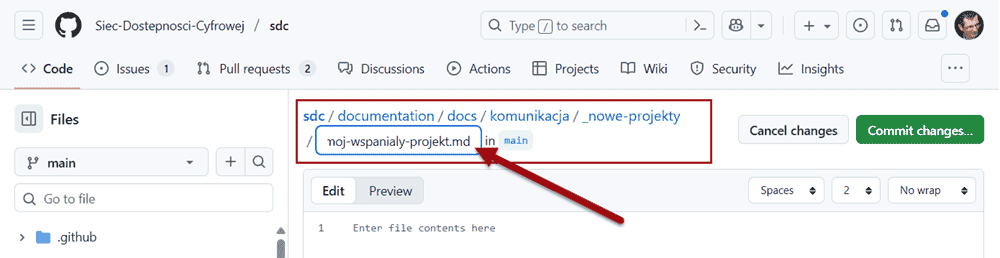 Siec-Dostepnosci-Cyfrowej / sdc
Type / to search
Code Issues 1 Pull requests 2 Discussions Actions Projects Wiki Security Insights
Files
main
Go to file
.github
sdc / documentation / docs / komunikacja / _nowe-projekty
/ noj-wspanialy-projekt.md in main
Cancel changes
Commit changes...
Edit Preview
Spaces 2 No wrap
1 Enter file contents here